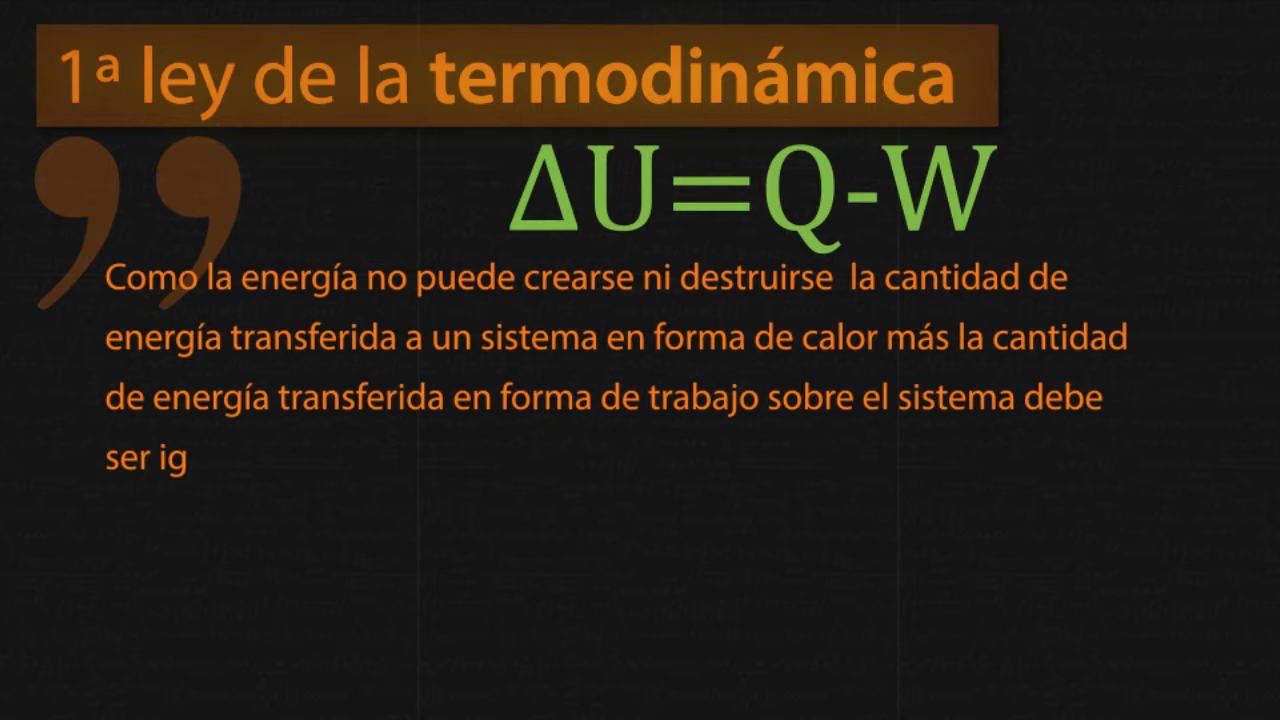 1ª ley de la termodinámica
ΔU=Q-W
Como la energía no puede crearse ni destruirse  la cantidad de
energía transferida a un sistema en forma de calor más la cantidad
de energía transferida en forma de trabajo sobre el sistema debe
ser ig